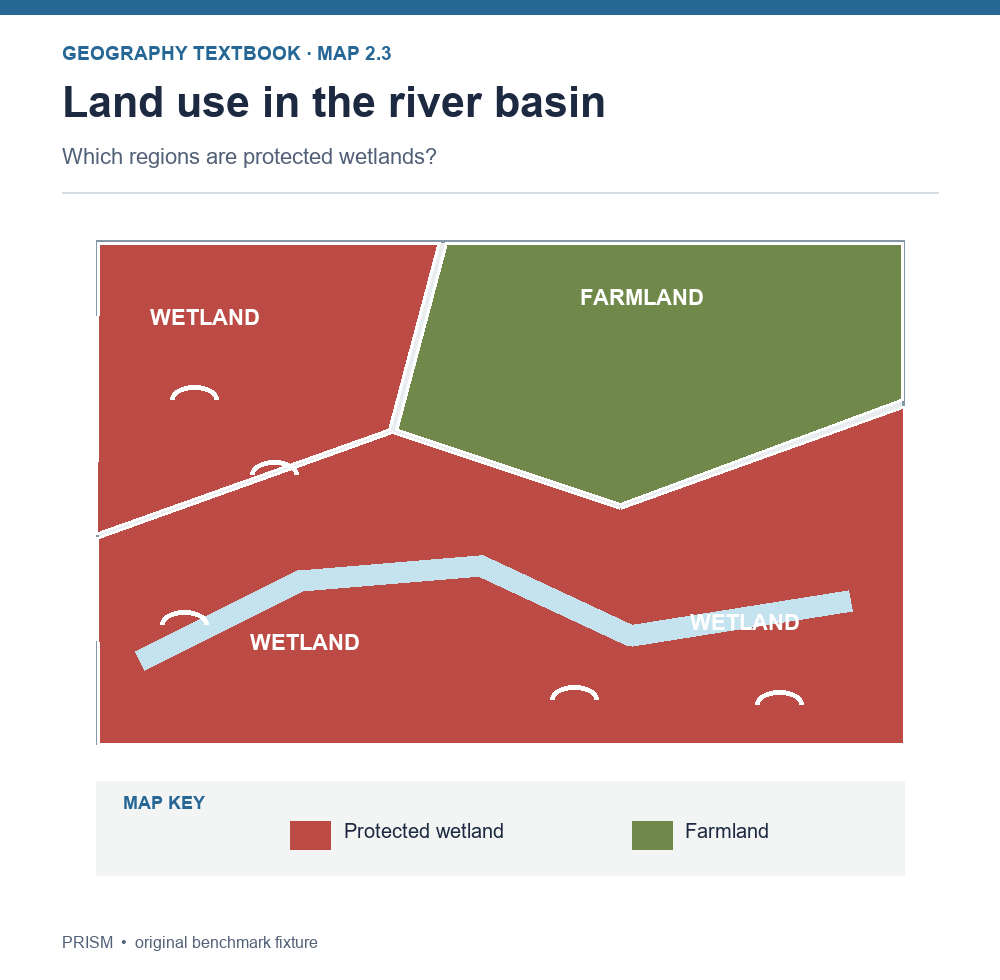 GEOGRAPHY TEXTBOOK · MAP 2.3
Land use in the river basin
Which regions are protected wetlands?
FARMLAND
WETLAND
WETLAND
WETLAND
MAP KEY
Protected wetland
Farmland
PRISM • original benchmark fixture